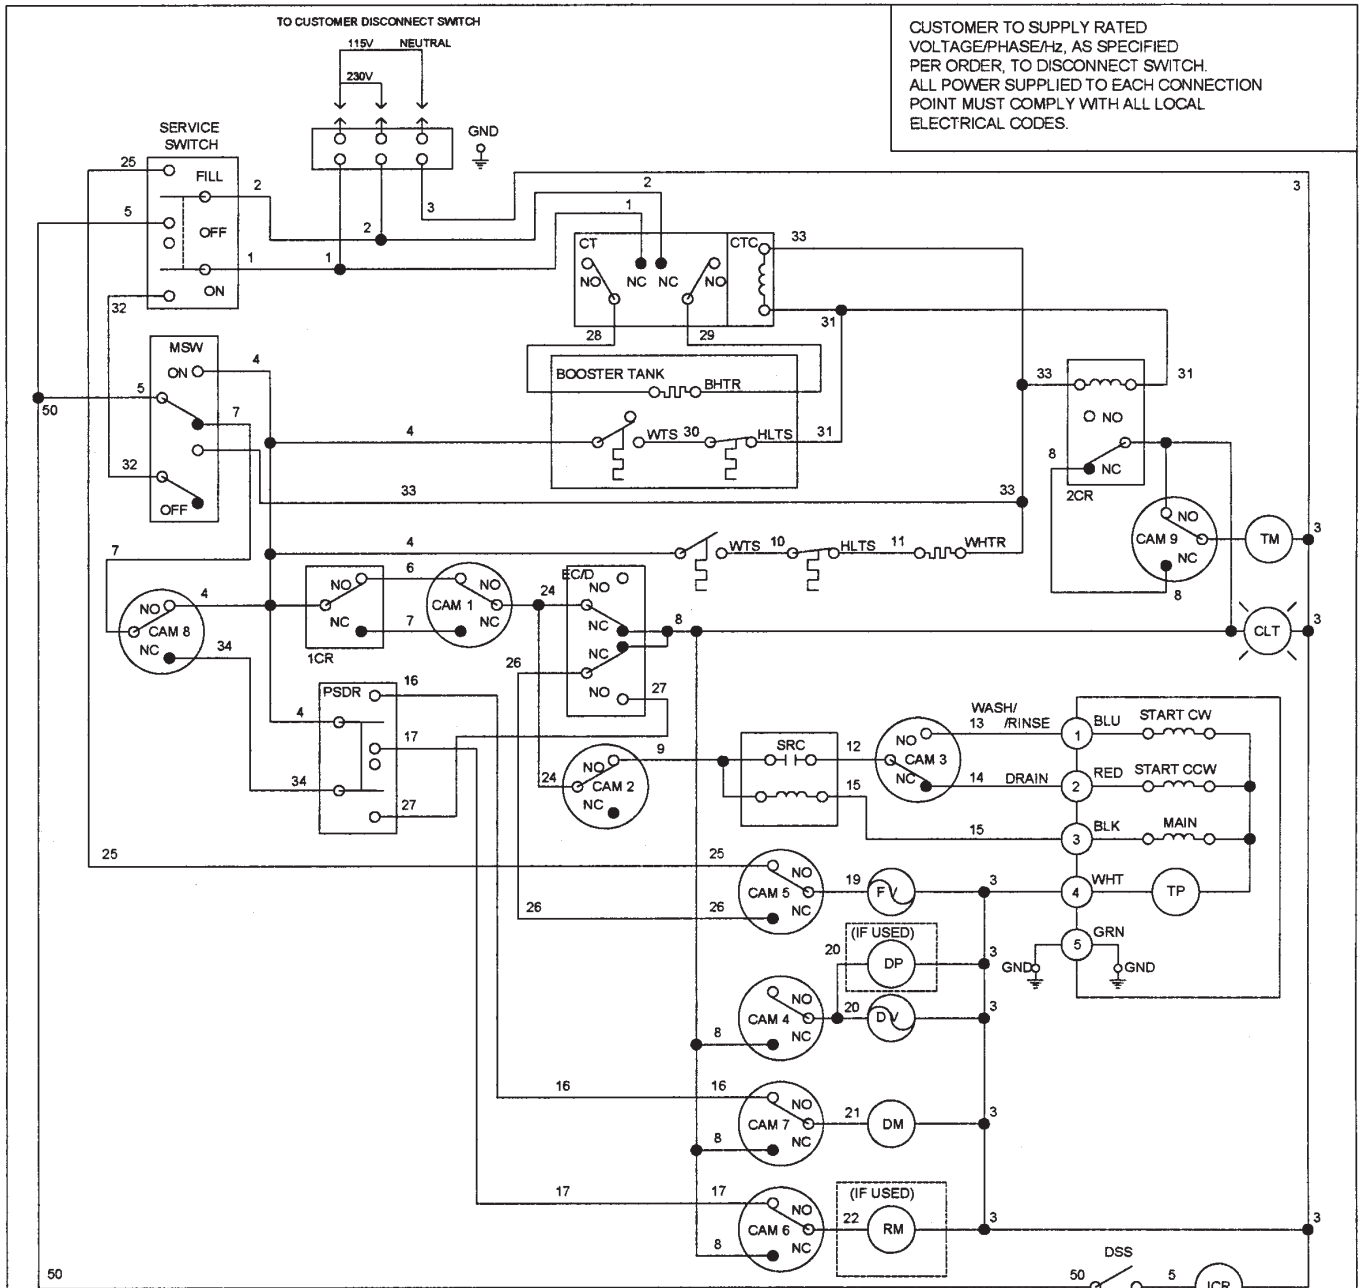 TO CUSTOMER DISCONNECT SWITCH
115V NEUTRAL
230V
GND
CUSTOMER TO SUPPLY RATED
VOLTAGE/PHASE/Hz, AS SPECIFIED
PER ORDER, TO DISCONNECT SWITCH.
ALL POWER SUPPLIED TO EACH CONNECTION
POINT MUST COMPLY WITH ALL LOCAL
ELECTRICAL CODES.
SERVICE
SWITCH
25
FILL
2
5
OFF
1
ON
32
2
1
3
2
1
3
CT
NO
NC
NC
NO
CTC
33
31
28
29
MSW
ON
4
5
7
50
32
OFF
33
7
BOOSTER TANK
BHTR
4
WTS 30 HLTS 31
33
33
31
NO
8
NC
2CR
NO
CAM 9
NC
8
TM
3
4
WTS 10 HLTS 11 WHTR
NO
CAM 8
NC
4
34
NO
NC
1CR
6
7
NO
CAM 1
NC
24
EC/D
NO
NC
NC
NO
8
26
27
CLT
3
PSDR
16
4
17
34
27
24
NO
CAM 2
NC
9
SRC
12
15
NO
CAM 3
NC
WASH/
13 /RINSE
14 DRAIN
15
1
BLU
START CW
2
RED
START CCW
3
BLK
MAIN
4
WHT
TP
5
GRN
GND
GND
25
25
NO
CAM 5
NC
26
26
19
FV
3
(IF USED)
20
DP
3
NO
CAM 4
NC
8
20
DV
3
16
16
NO
CAM 7
NC
8
21
DM
3
17
17
NO
CAM 6
NC
8
(IF USED)
22
RM
3
3
DSS
50
50
5
ICR